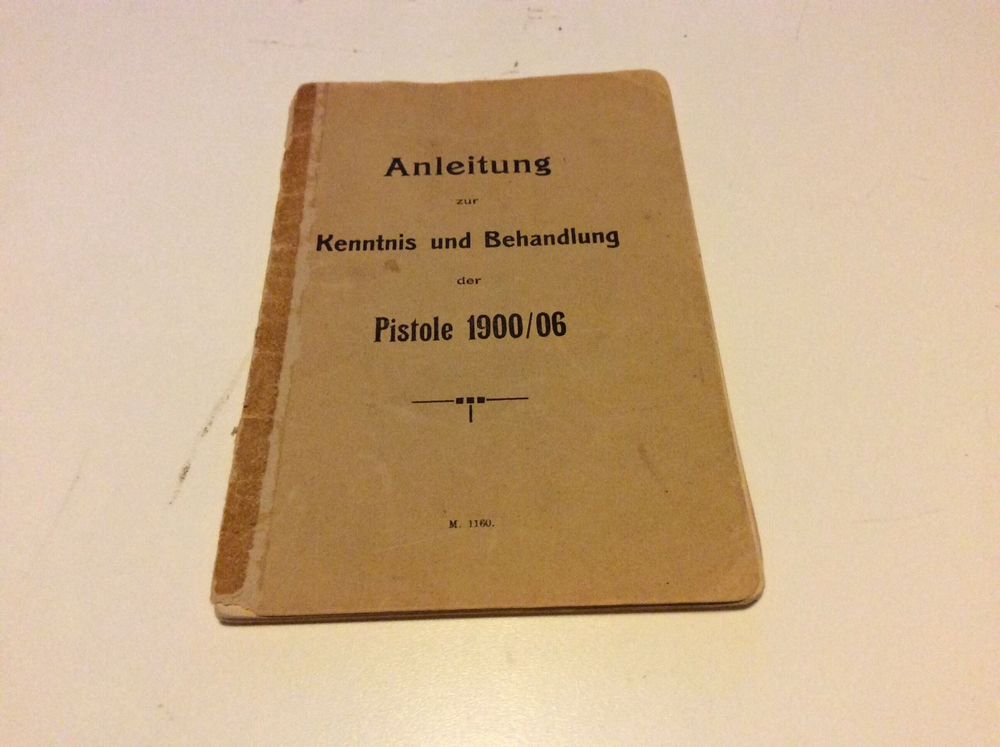 Anleitung
zur
Kenntnis und Behandlung
der
Pistole 1900/06
M. 1160.